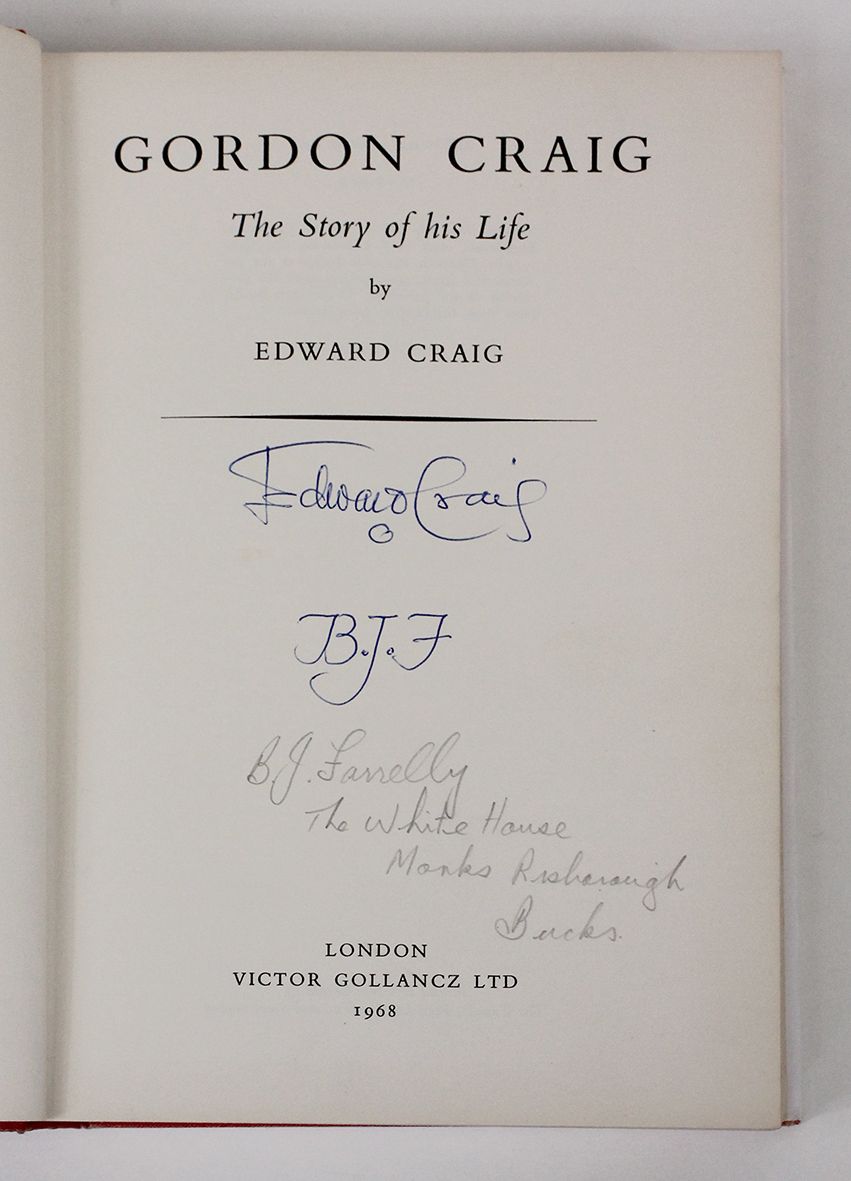 GORDON CRAIG
The Story of his Life
by
EDWARD CRAIG
Edward Craig
B.J.F
B.J. Farrelly
The White House
Monks Risborough
Bucks.
LONDON
VICTOR GOLLANCZ LTD
1968